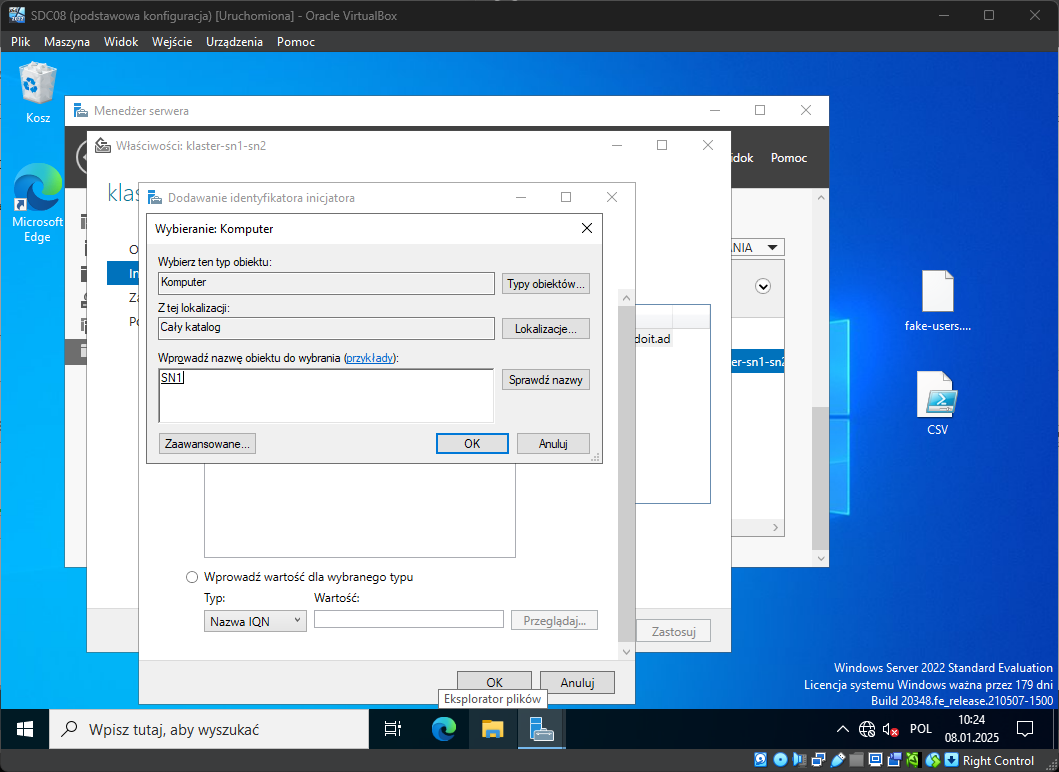 SDC08 (podstawowa konfiguracja) [Uruchomiona] - Oracle VirtualBox
Plik Maszyna Widok Wejście Urządzenia Pomoc
Kosz
Microsoft
Edge
Menedżer serwera
idok Pomoc
Właściwości: klaster-sn1-sn2
klas
Dodawanie identyfikatora inicjatora
Wybieranie: Komputer
Wybierz ten typ obiektu:
Komputer
Typy obiektów...
Z tej lokalizacji:
Cały katalog
Lokalizacje...
Wprowadź nazwę obiektu do wybrania (przykłady):
SN1
Sprawdź nazwy
Zaawansowane...
OK
Anuluj
O
In
Za
Po
NIA
doit.ad
er-sn1-sn2
Wprowadź wartość dla wybranego typu
Typ:
Wartość:
Nazwa IQN
Przeglądaj...
Zastosuj
OK
Anuluj
Eksplorator plików
fake-users....
CSV
Windows Server 2022 Standard Evaluation
Licencja systemu Windows ważna przez 179 dni
Build 20348.fe_release.210507-1500
Wpisz tutaj, aby wyszukać
POL
10:24
08.01.2025
Right Control